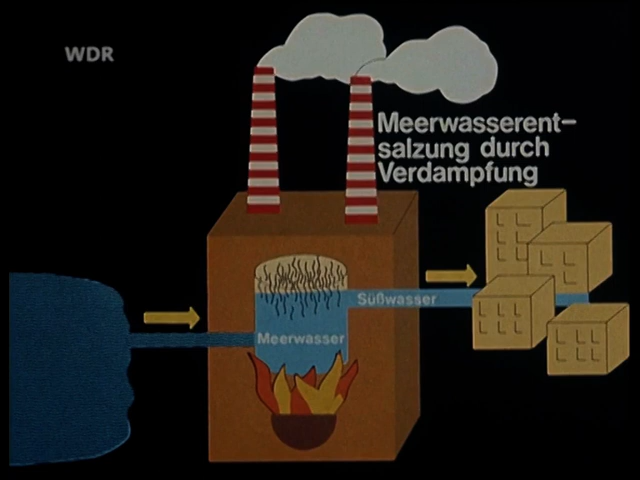 WDR
Meerwasserent-
salzung durch
Verdampfung
Süßwasser
Meerwasser